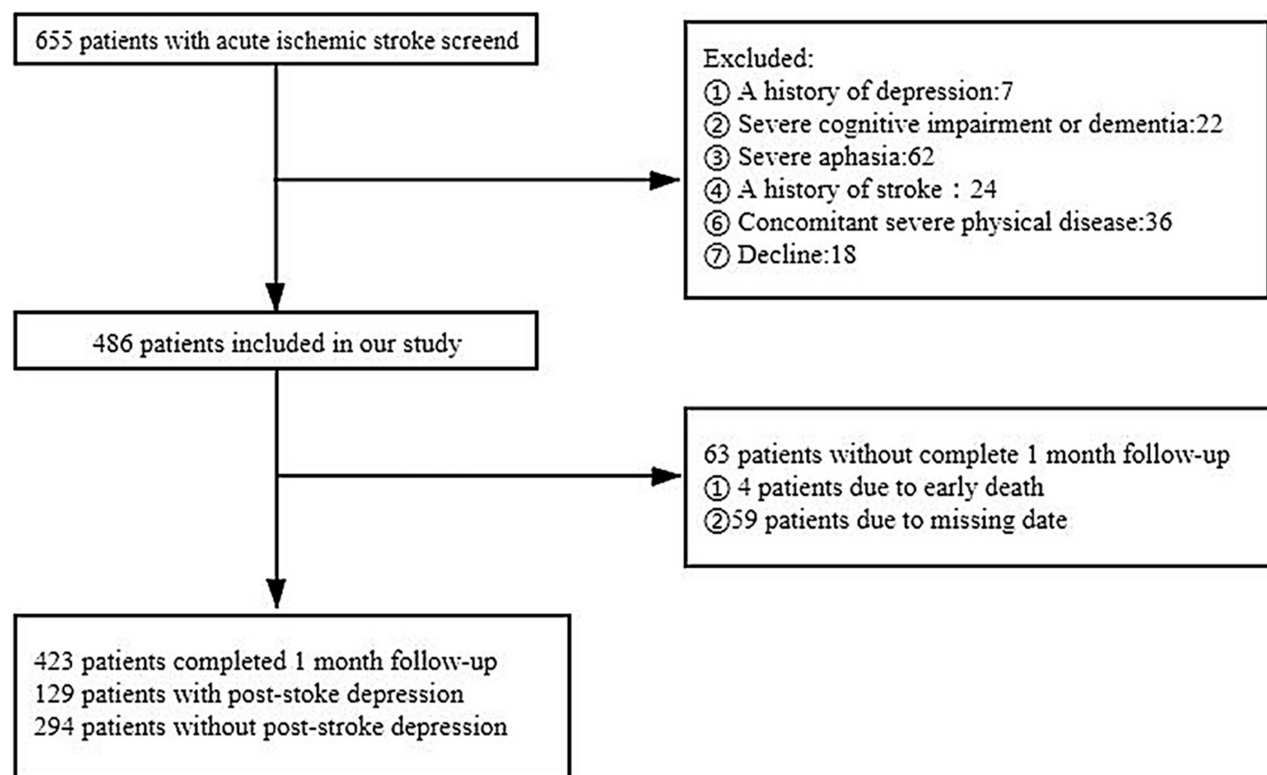 655 patients with acute ischemic stroke screend
Excluded:
① A history of depression:7
② Severe cognitive impairment or dementia:22
③ Severe aphasia:62
④ A history of stroke：24
⑥ Concomitant severe physical disease:36
⑦ Decline:18
486 patients included in our study
63 patients without complete 1 month follow-up
① 4 patients due to early death
②59 patients due to missing date
423 patients completed 1 month follow-up
129 patients with post-stoke depression
294 patients without post-stroke depression